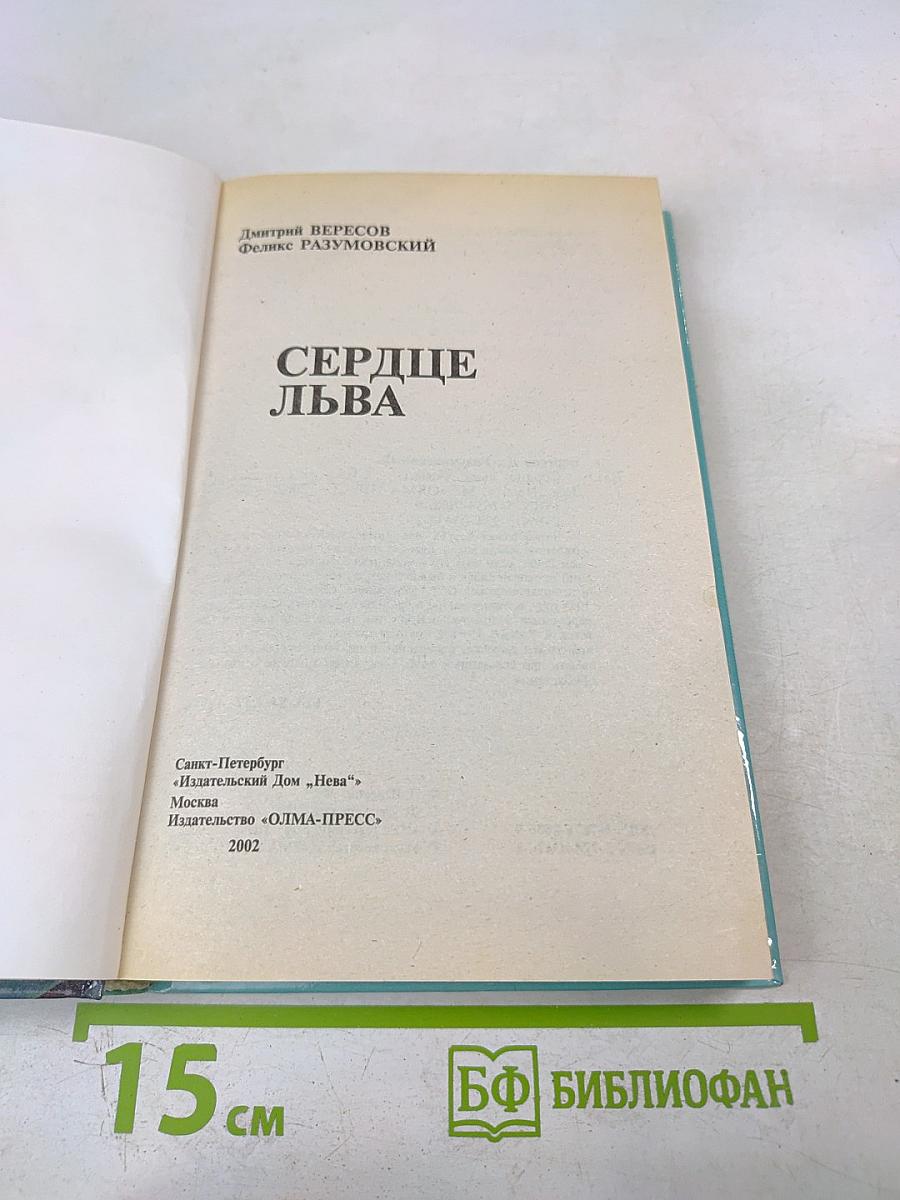 Дмитрий ВЕРЕСОВ
Феликс РАЗУМОВСКИЙ
СЕРДЦЕ
ЛЬВА
Санкт-Петербург
«Издательский Дом „Нева“»
Москва
Издательство «ОЛМА-ПРЕСС»
2002
15 см
БФ БИБЛИОФАН